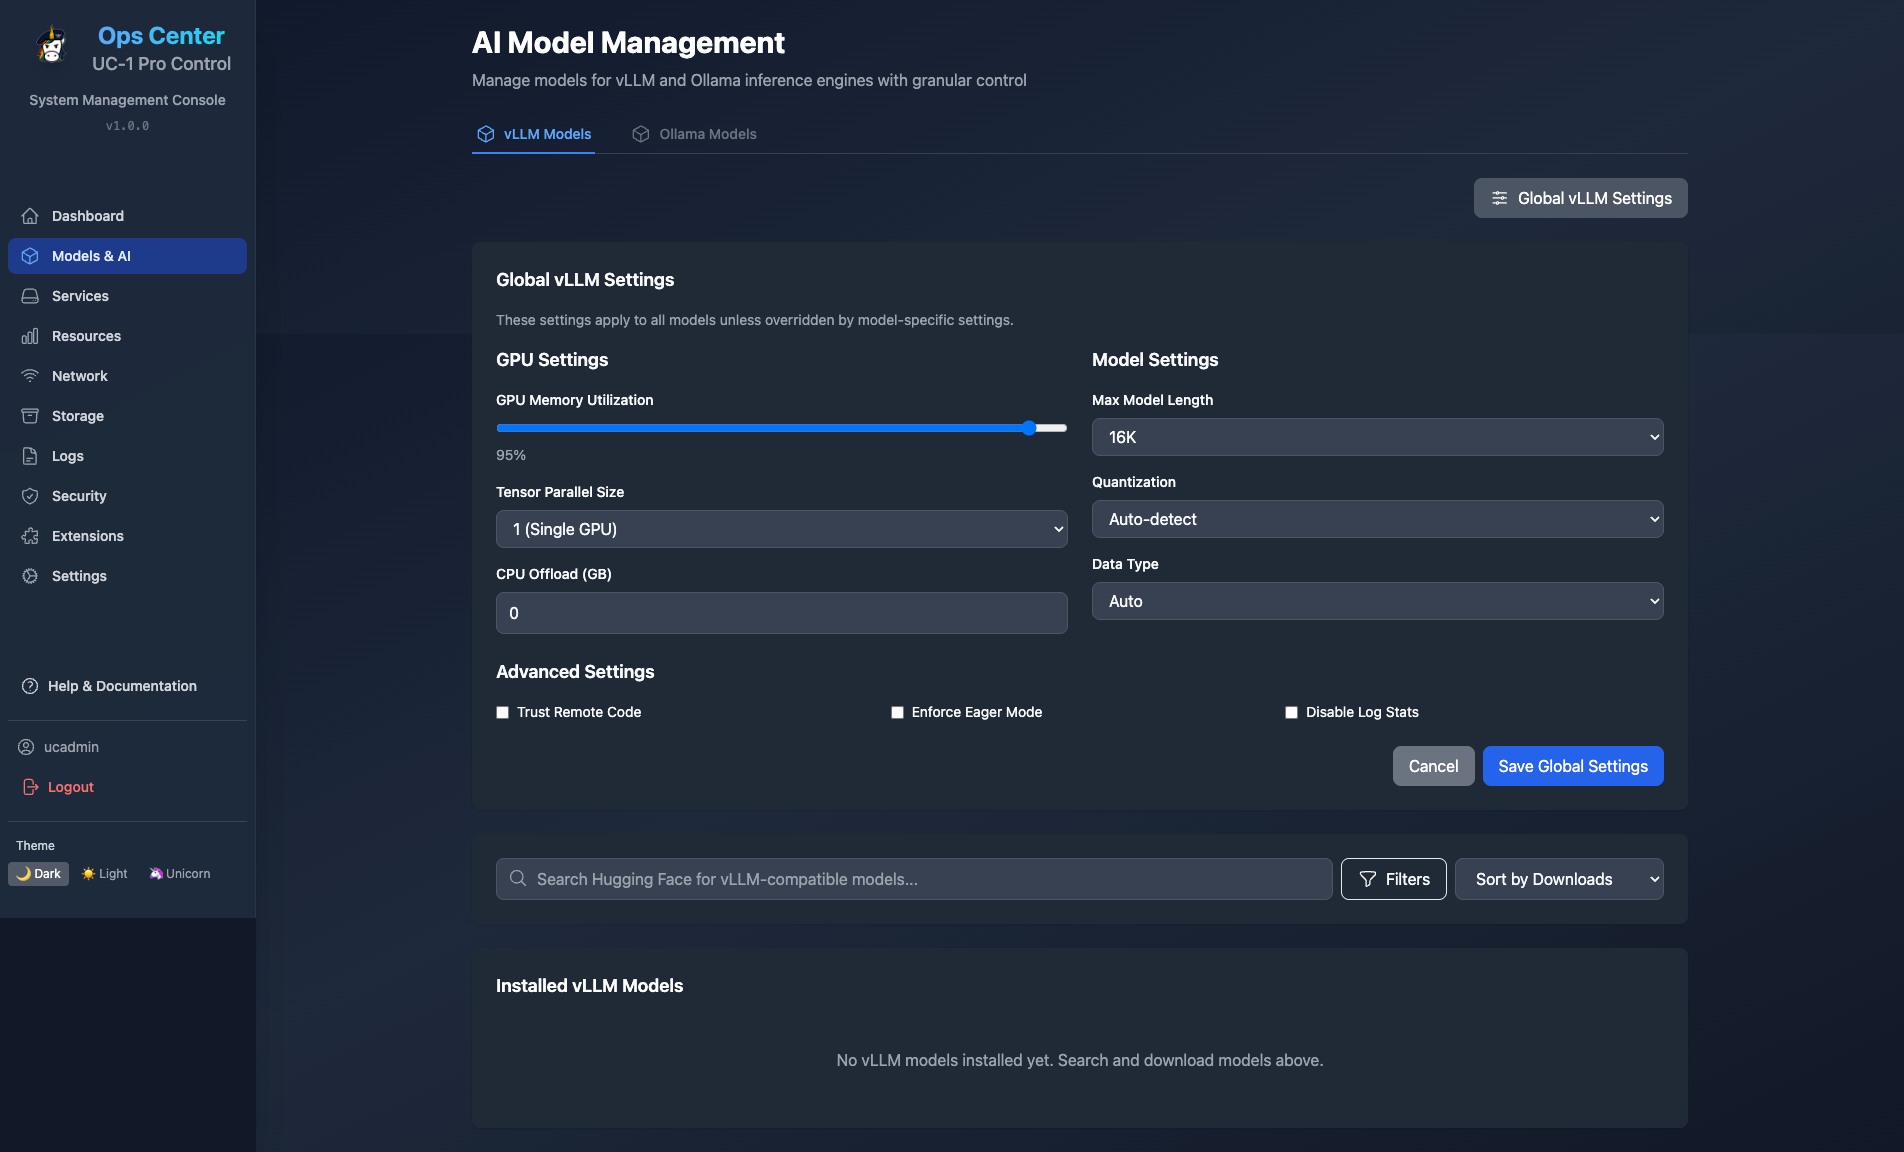 Ops Center
UC-1 Pro Control
System Management Console
v1.0.0
Dashboard
Models & AI
Services
Resources
Network
Storage
Logs
Security
Extensions
Settings
Help & Documentation
ucadmin
Logout
Theme
🌙 Dark
☀️ Light
🦄 Unicorn
AI Model Management
Manage models for vLLM and Ollama inference engines with granular control
vLLM Models
Ollama Models
Global vLLM Settings
Global vLLM Settings
These settings apply to all models unless overridden by model-specific settings.
GPU Settings
GPU Memory Utilization
95%
Tensor Parallel Size
1 (Single GPU)
CPU Offload (GB)
0
Model Settings
Max Model Length
16K
Quantization
Auto-detect
Data Type
Auto
Advanced Settings
Trust Remote Code
Enforce Eager Mode
Disable Log Stats
Cancel
Save Global Settings
Search Hugging Face for vLLM-compatible models...
Filters
Sort by Downloads
Installed vLLM Models
No vLLM models installed yet. Search and download models above.